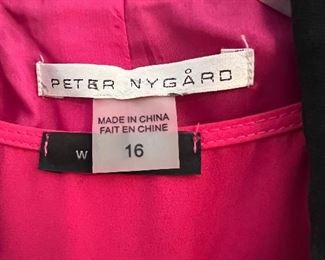 PETER NYGÅRD
MADE IN CHINA
FAIT EN CHINE
W
16